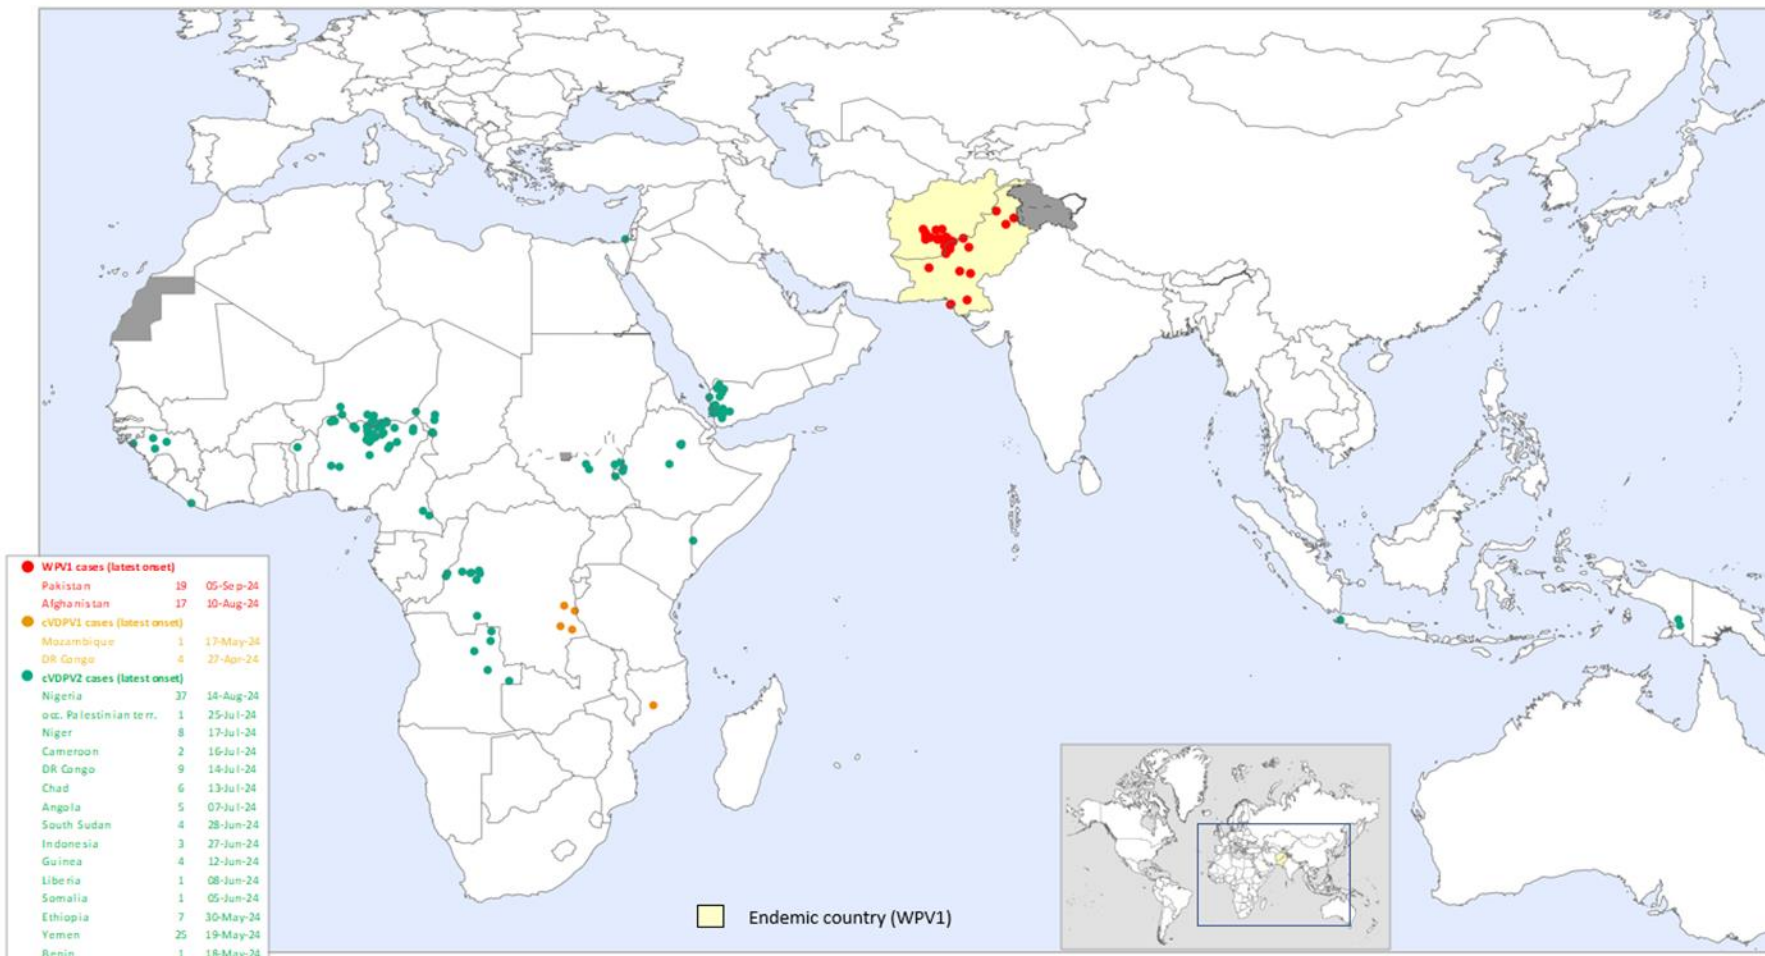 WPV1 cases (latest onset)
Pakistan 19 05-Sep-24
Afghanistan 17 10-Aug-24
cVDPV1 cases (latest onset)
Mozambique 1 17-May-24
DR Congo 4 27-Apr-24
cVDPV2 cases (latest onset)
Nigeria 37 14-Aug-24
occ. Palestinian terr. 1 25-Jul-24
Niger 8 17-Jul-24
Cameroon 2 16-Jul-24
DR Congo 9 14-Jul-24
Chad 6 13-Jul-24
Angola 5 07-Jul-24
South Sudan 4 28-Jun-24
Indonesia 3 27-Jun-24
Guinea 4 12-Jun-24
Liberia 1 08-Jun-24
Somalia 1 05-Jun-24
Ethiopia 7 30-May-24
Yemen 25 19-May-24
Benin 1 18-May-24
Endemic country (WPV1)